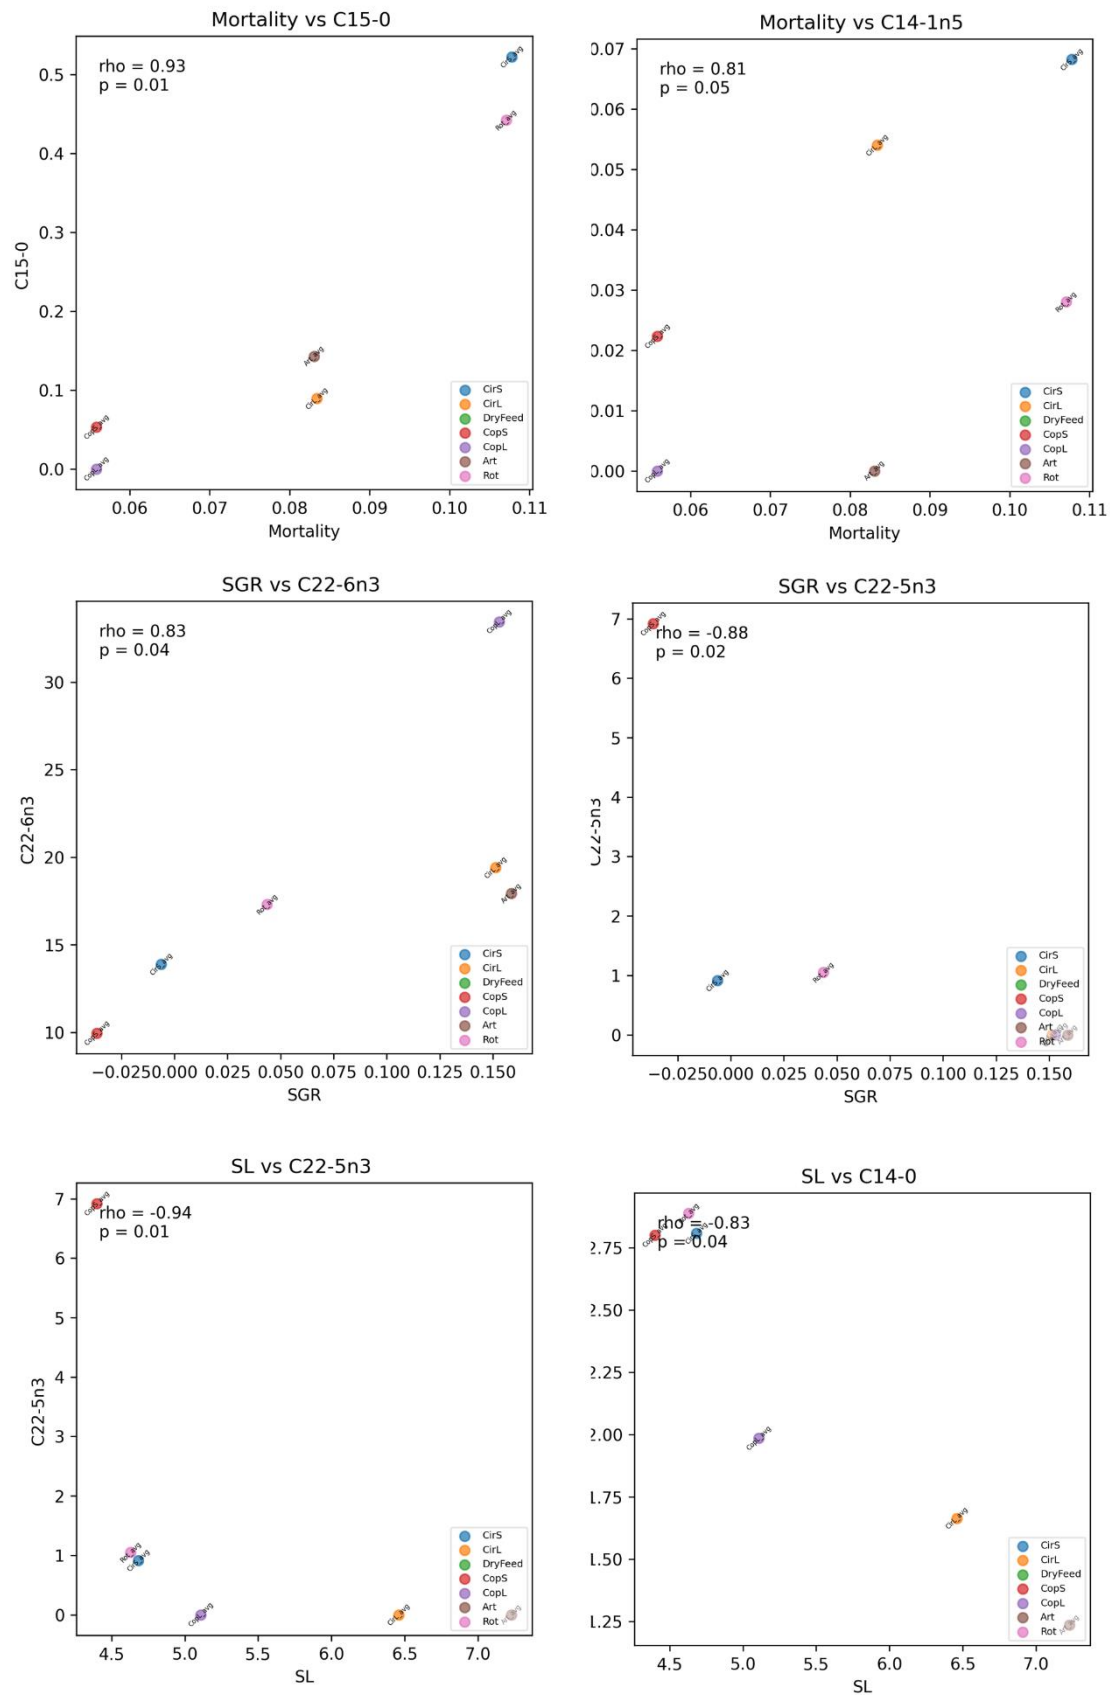 Mortality vs C15-0
rho = 0.93
p = 0.01
C15-0
0.5
0.4
0.3
0.2
0.1
0.0
0.06 0.07 0.08 0.09 0.10 0.11
Mortality
CirS
CirL
DryFeed
CopS
CopL
Art
Rot
Mortality vs C14-1n5
rho = 0.81
p = 0.05
0.07
0.06
0.05
0.04
0.03
0.02
0.01
0.00
0.06 0.07 0.08 0.09 0.10 0.11
Mortality
CirS
CirL
DryFeed
CopS
CopL
Art
Rot
SGR vs C22-6n3
rho = 0.83
p = 0.04
C22-6n3
30
25
20
15
10
−0.025 0.000 0.025 0.050 0.075 0.100 0.125 0.150
SGR
CirS
CirL
DryFeed
CopS
CopL
Art
Rot
SGR vs C22-5n3
rho = -0.88
p = 0.02
C22-5n3
7
6
5
4
3
2
1
0
−0.025 0.000 0.025 0.050 0.075 0.100 0.125 0.150
SGR
CirS
CirL
DryFeed
CopS
CopL
Art
Rot
SL vs C22-5n3
rho = -0.94
p = 0.01
C22-5n3
7
6
5
4
3
2
1
0
4.5 5.0 5.5 6.0 6.5 7.0
SL
CirS
CirL
DryFeed
CopS
CopL
Art
Rot
SL vs C14-0
rho = -0.83
p = 0.04
2.75
2.50
2.25
2.00
1.75
1.50
1.25
4.5 5.0 5.5 6.0 6.5 7.0
SL
CirS
CirL
DryFeed
CopS
CopL
Art
Rot